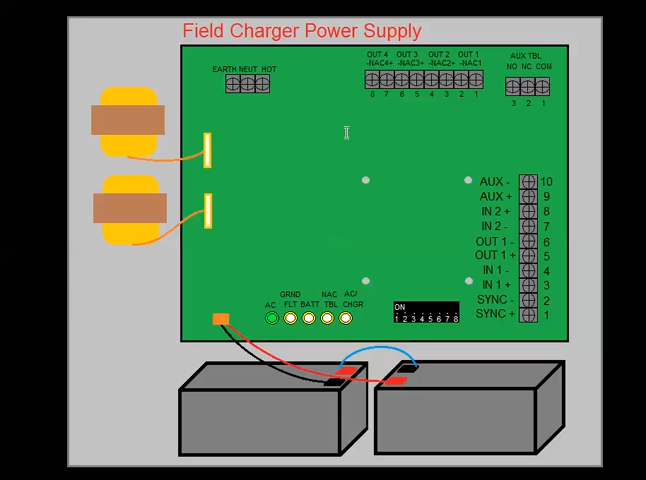 Field Charger Power Supply
OUT 4 OUT 3 OUT 2 OUT 1
-NAC4+ -NAC3+ -NAC2+ -NAC1
8 7 6 5 4 3 2 1
AUX TBL
NO NC COM
3 2 1
EARTH NEUT HOT
AUX - 10
AUX + 9
IN 2 + 8
IN 2 - 7
OUT 1 - 6
OUT 1 + 5
IN 1 - 4
IN 1 + 3
SYNC - 2
SYNC + 1
GRND NAC AC/
AC FLT BATT TBL CHGR
ON
1 2 3 4 5 6 7 8